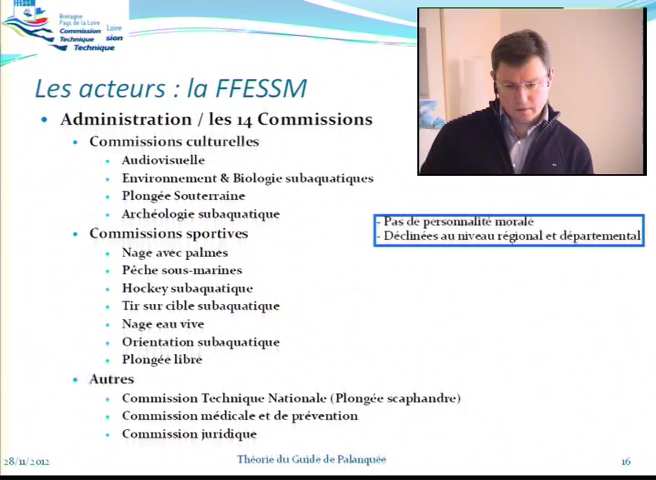 FFESSM
Bretagne
Pays de la Loire
Commission
Technique
Loire
sion
Technique
Les acteurs : la FFESSM
Administration / les 14 Commissions
Commissions culturelles
Audiovisuelle
Environnement & Biologie subaquatiques
Plongée Souterraine
Archéologie subaquatique
- Pas de personnalité morale
- Déclinées au niveau régional et départemental
Commissions sportives
Nage avec palmes
Pêche sous-marines
Hockey subaquatique
Tir sur cible subaquatique
Nage eau vive
Orientation subaquatique
Plongée libre
Autres
Commission Technique Nationale (Plongée scaphandre)
Commission médicale et de prévention
Commission juridique
28/11/2012
Théorie du Guide de Palanquée
16